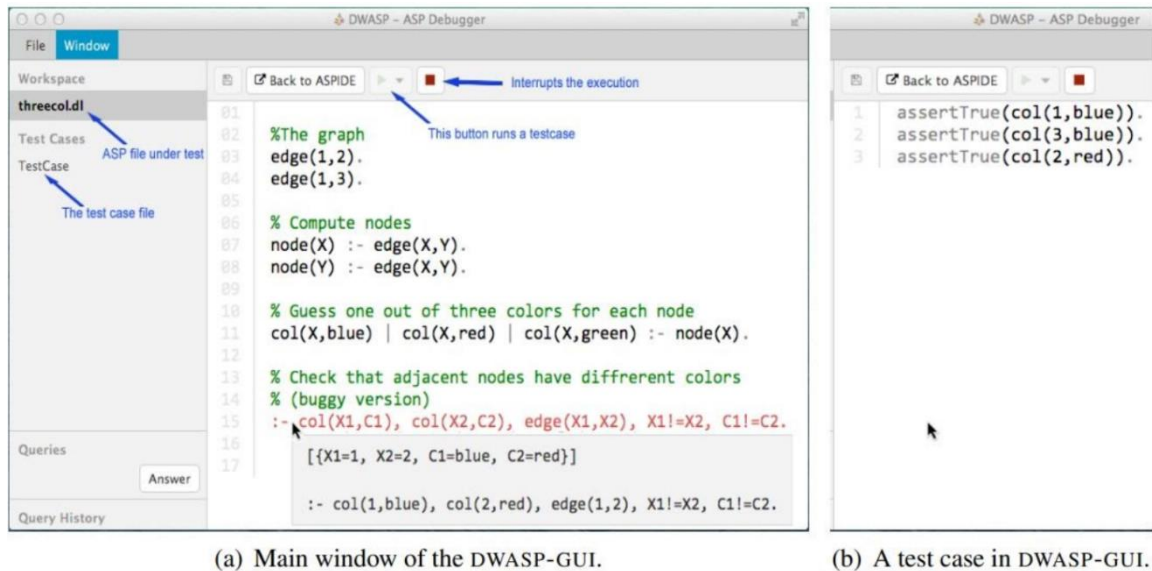 DWASP - ASP Debugger
File Window
Workspace
threecol.dl
Test Cases
TestCase
ASP file under test
The test case file
Queries
Answer
Query History
Back to ASPIDE
Interrupts the execution
This button runs a testcase
01
02 %The graph
03 edge(1,2).
04 edge(1,3).
05
06 % Compute nodes
07 node(X) :- edge(X,Y).
08 node(Y) :- edge(X,Y).
09
10 % Guess one out of three colors for each node
11 col(X,blue) | col(X,red) | col(X,green) :- node(X).
12
13 % Check that adjacent nodes have diffrerent colors
14 % (buggy version)
15 :- col(X1,C1), col(X2,C2), edge(X1,X2), X1!=X2, C1!=C2.
16
17
[{X1=1, X2=2, C1=blue, C2=red}]
:- col(1,blue), col(2,red), edge(1,2), X1!=X2, C1!=C2.
(a) Main window of the DWASP-GUI.
DWASP - ASP Debugger
Back to ASPIDE
1 assertTrue(col(1,blue)).
2 assertTrue(col(3,blue)).
3 assertTrue(col(2,red)).
(b) A test case in DWASP-GUI.